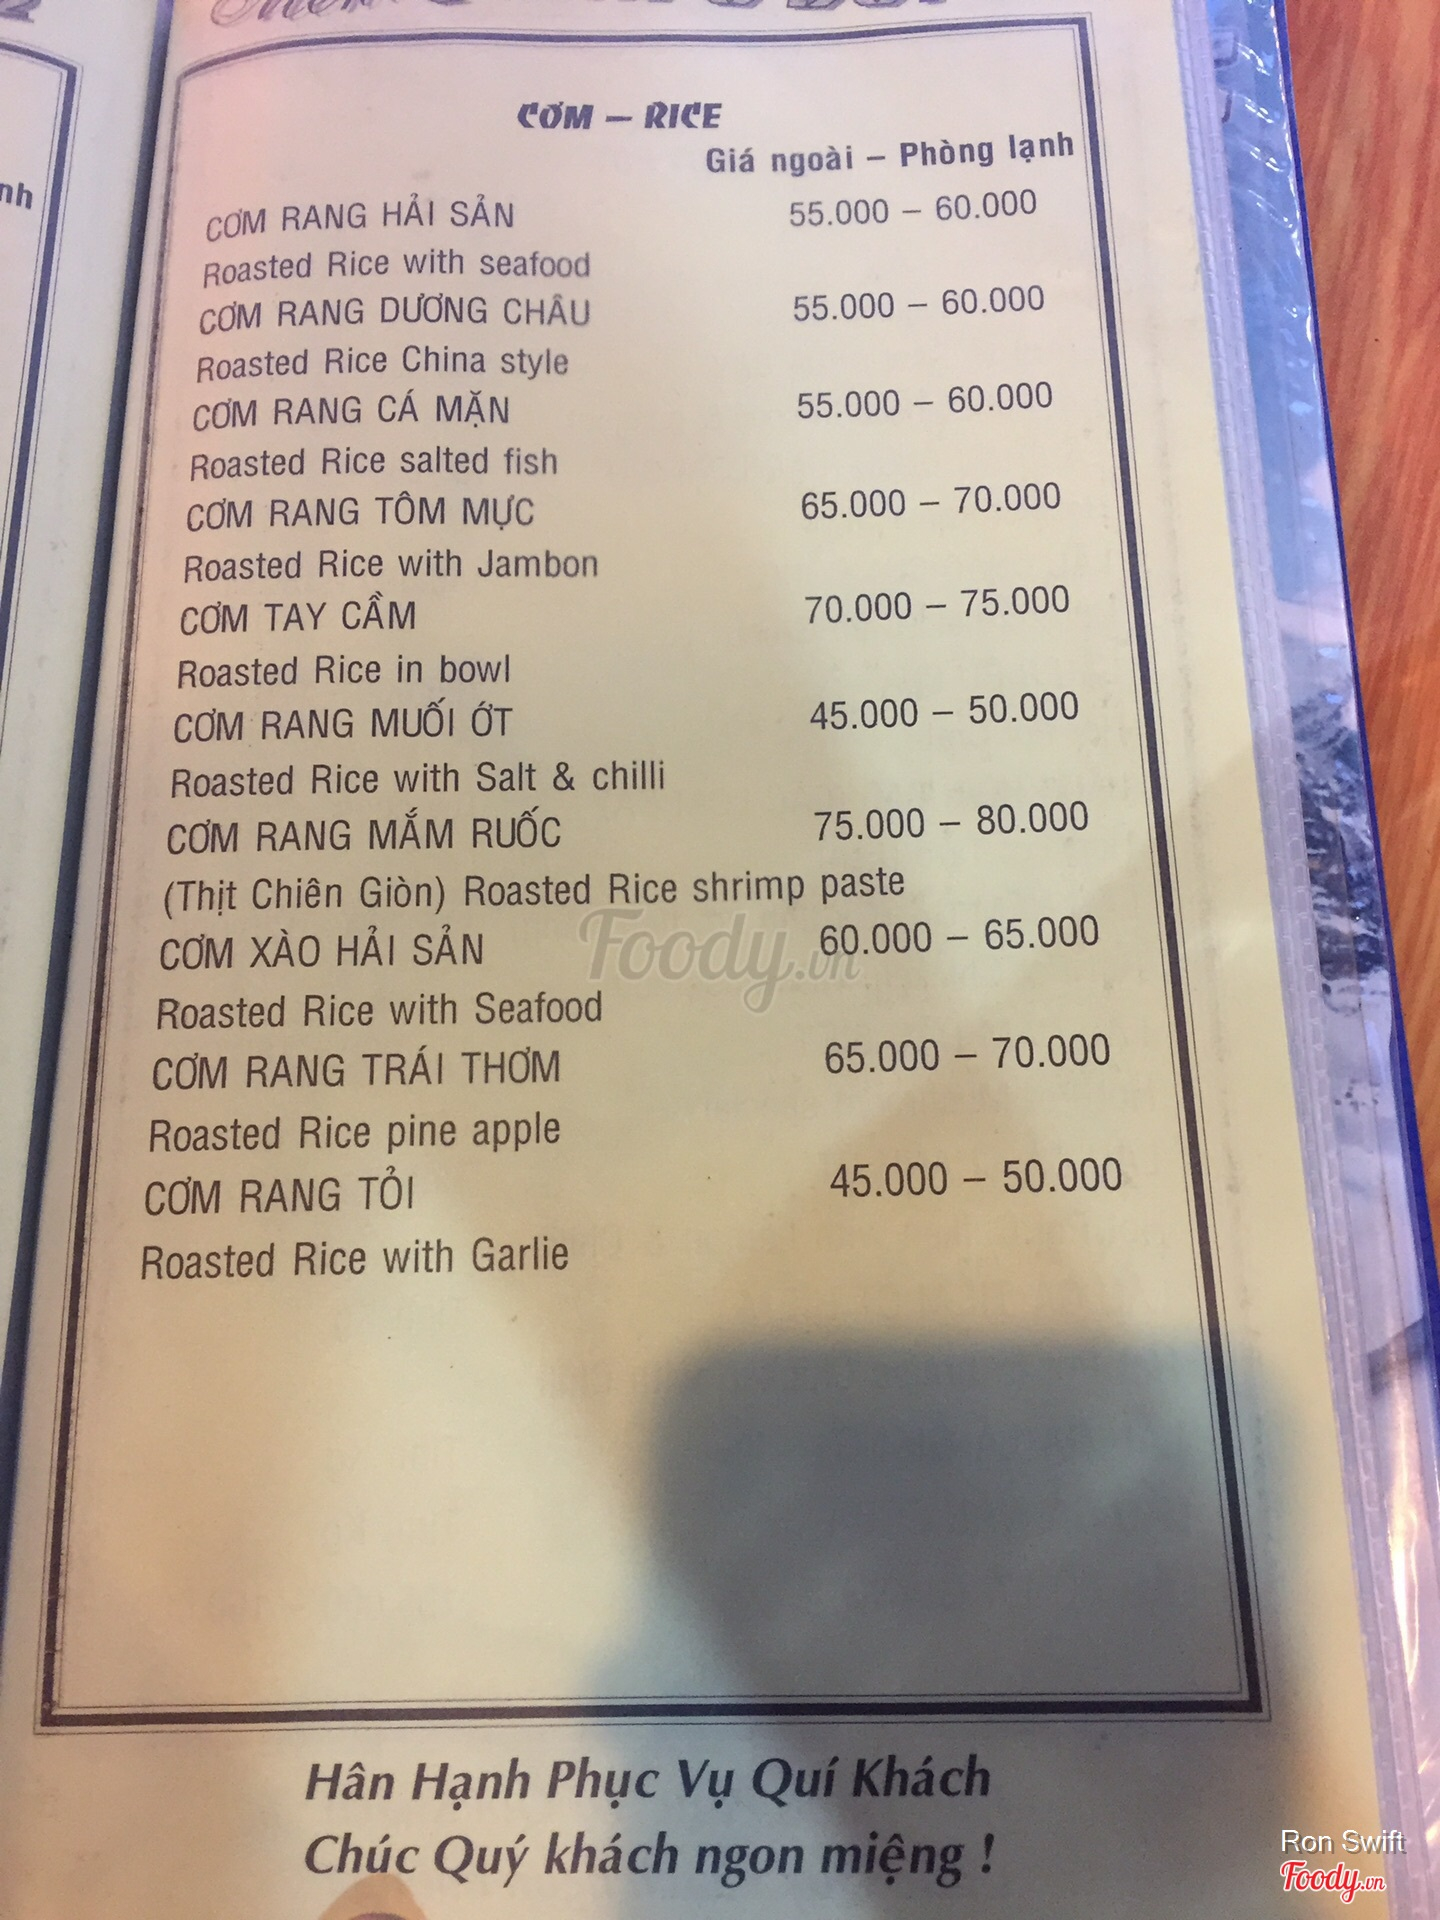 CƠM – RICE
Giá ngoài – Phòng lạnh
CƠM RANG HẢI SẢN 55.000 – 60.000
Roasted Rice with seafood
CƠM RANG DƯƠNG CHÂU 55.000 – 60.000
Roasted Rice China style
CƠM RANG CÁ MẶN 55.000 – 60.000
Roasted Rice salted fish
CƠM RANG TÔM MỰC 65.000 – 70.000
Roasted Rice with Jambon
CƠM TAY CẦM 70.000 – 75.000
Roasted Rice in bowl
CƠM RANG MUỐI ỚT 45.000 – 50.000
Roasted Rice with Salt & chilli
CƠM RANG MẮM RUỐC 75.000 – 80.000
(Thịt Chiên Giòn) Roasted Rice shrimp paste
CƠM XÀO HẢI SẢN 60.000 – 65.000
Roasted Rice with Seafood
CƠM RANG TRÁI THƠM 65.000 – 70.000
Roasted Rice pine apple
CƠM RANG TỎI 45.000 – 50.000
Roasted Rice with Garlie
Hân Hạnh Phục Vụ Quí Khách
Chúc Quý khách ngon miệng !
Foody.vn
Ron Swift
Foody.vn